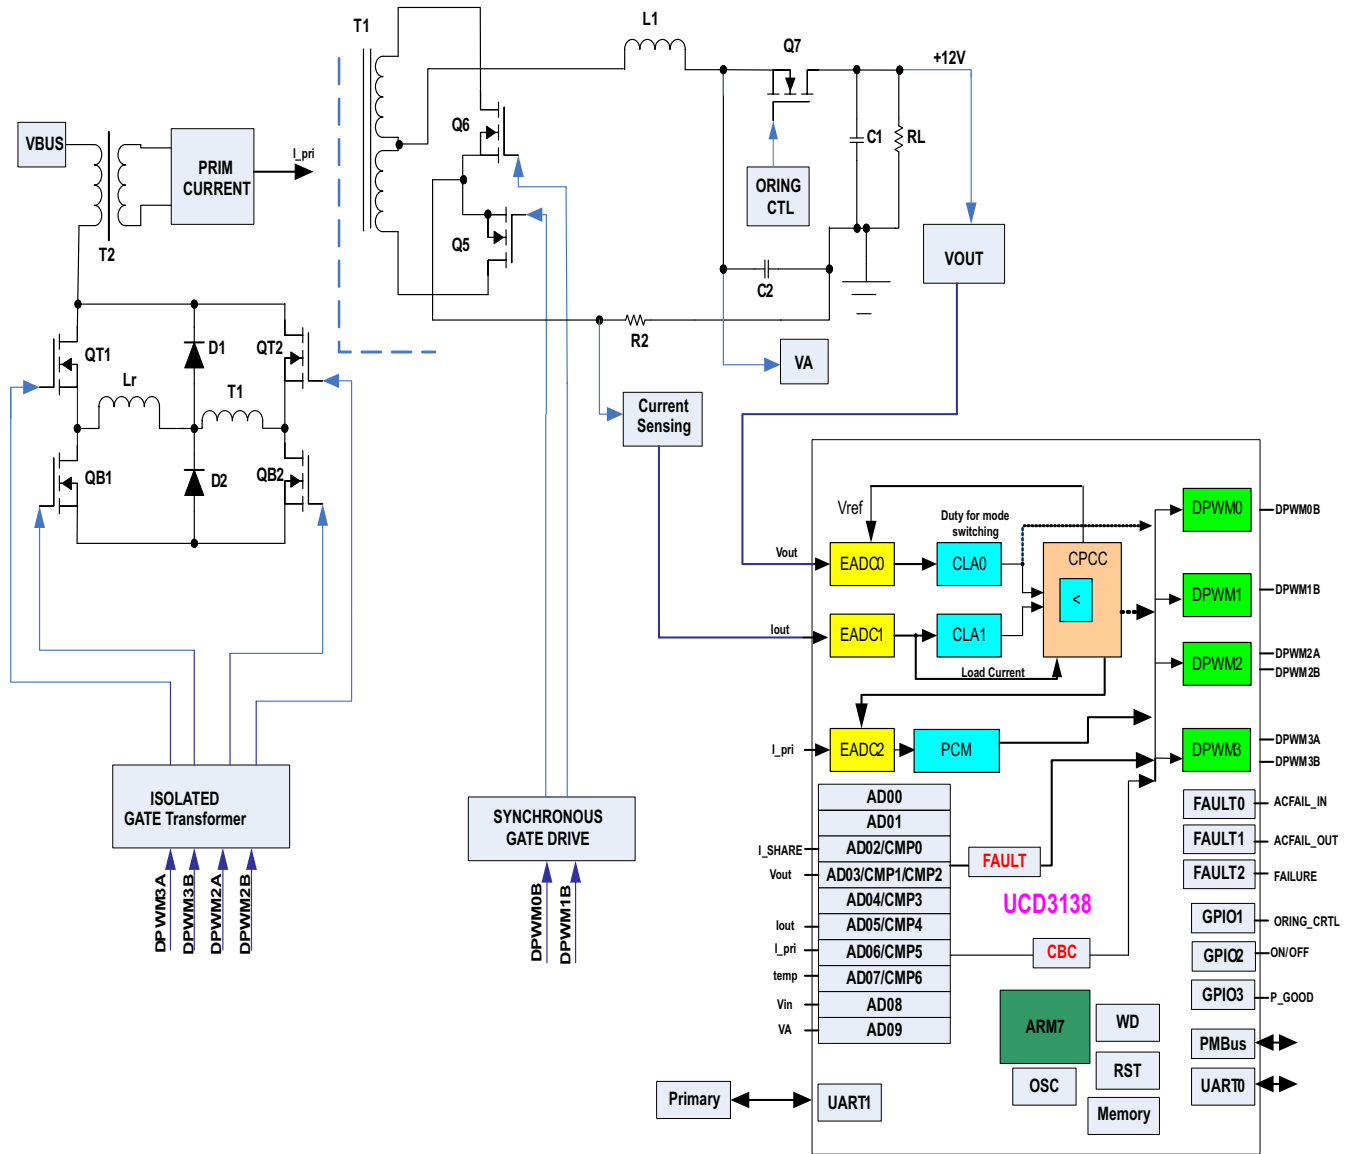 T1
L1
Q7
+12V
VBUS
PRIM
CURRENT
I_pri
Q6
C1
RL
T2
ORING
CTL
Q5
VOUT
C2
R2
VA
QT1
D1
QT2
Lr
T1
QB1
D2
QB2
Current
Sensing
Vref
Duty for mode
switching
CPCC
DPWM0
DPWM0B
Vout
EADC0
CLA0
<
DPWM1
DPWM1B
Iout
EADC1
CLA1
Load Current
DPWM2
DPWM2A
DPWM2B
I_pri
EADC2
PCM
DPWM3
DPWM3A
DPWM3B
ISOLATED
GATE Transformer
SYNCHRONOUS
GATE DRIVE
DPWM3A
DPWM3B
DPWM2A
DPWM2B
DPWM0B
DPWM1B
AD00
AD01
I_SHARE
AD02/CMP0
Vout
AD03/CMP1/CMP2
AD04/CMP3
Iout
AD05/CMP4
I_pri
AD06/CMP5
temp
AD07/CMP6
Vin
AD08
VA
AD09
FAULT
UCD3138
CBC
FAULT0
ACFAIL_IN
FAULT1
ACFAIL_OUT
FAULT2
FAILURE
GPIO1
ORING_CRTL
GPIO2
ON/OFF
GPIO3
P_GOOD
ARM7
WD
PMBus
OSC
RST
UART0
Memory
Primary
UART1